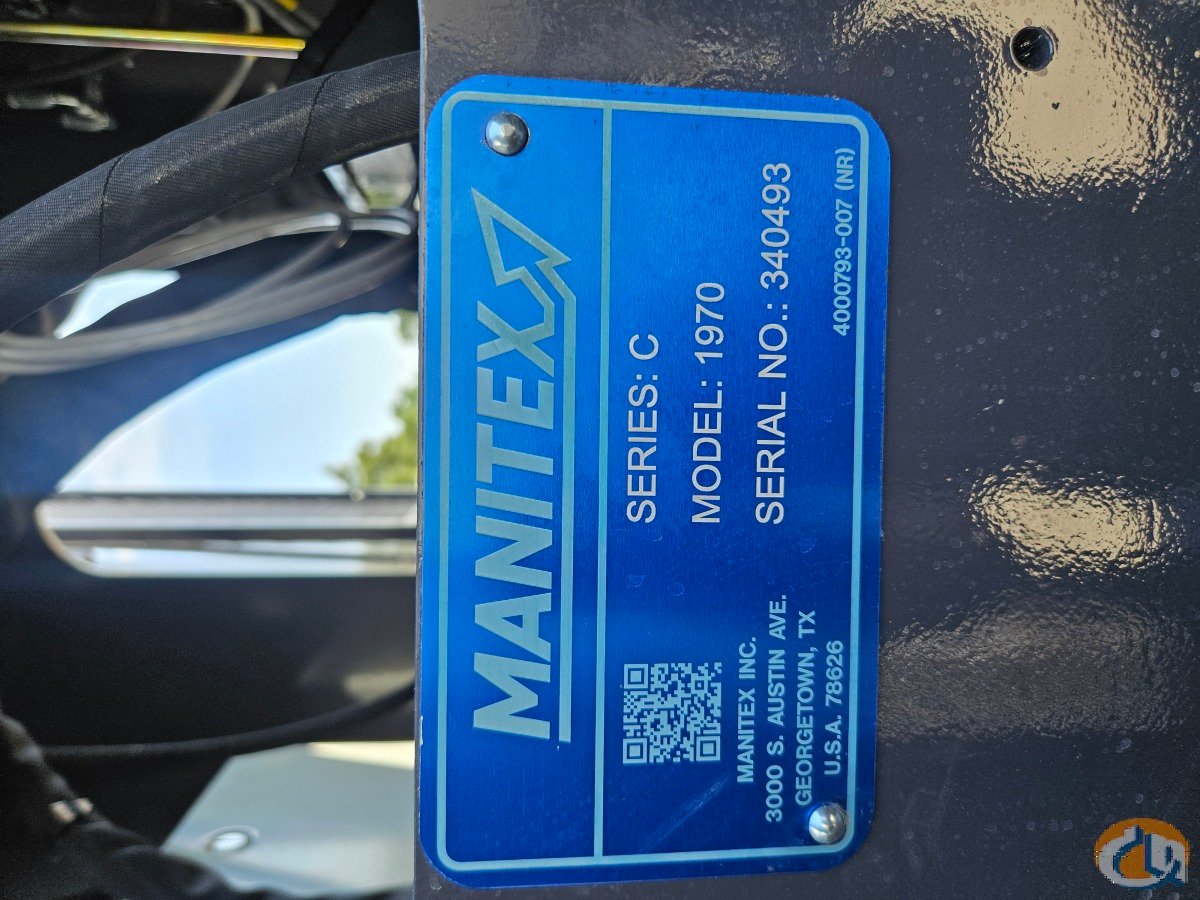 MANITEX
SERIES: C
MODEL: 1970
SERIAL NO.: 340493
MANITEX INC.
3000 S. AUSTIN AVE.
GEORGETOWN, TX
U.S.A. 78626
4000793-007 (NR)